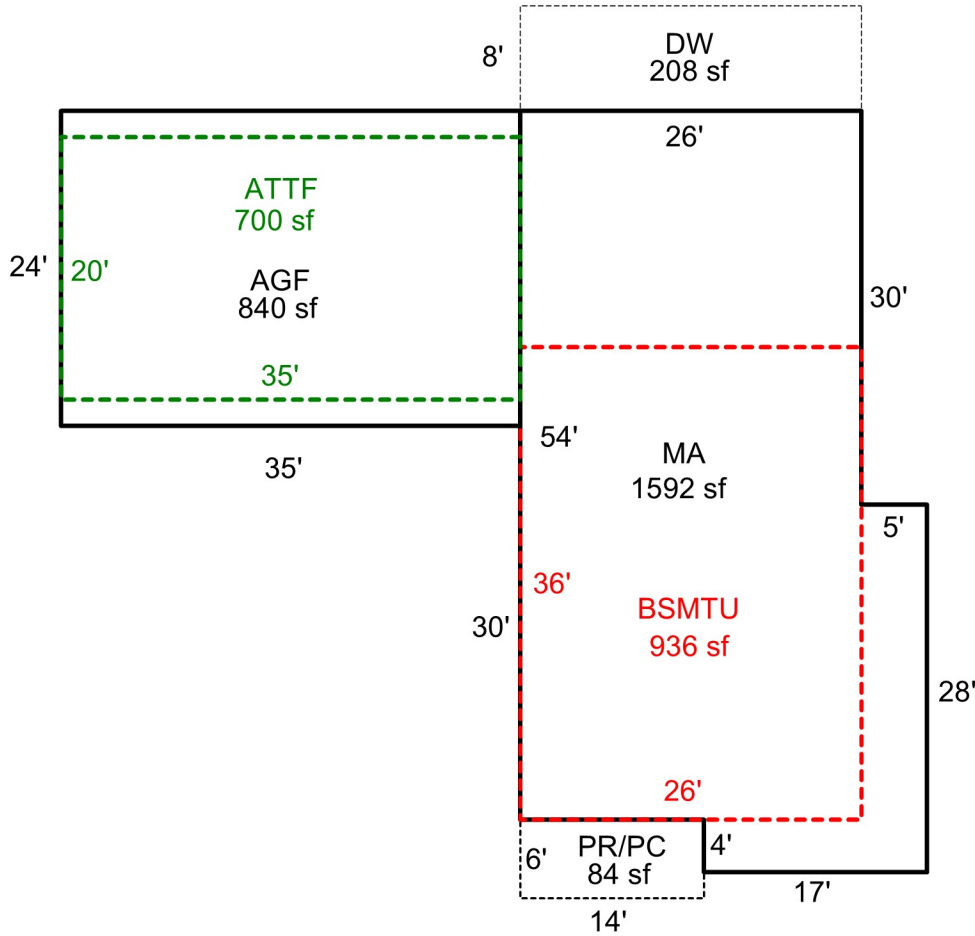 DW
8'
208 sf
26'
ATTF
700 sf
24'
20'
AGF
840 sf
30'
35'
54'
MA
35'
1592 sf
5'
36'
BSMTU
30'
936 sf
28'
26'
PR/PC
4'
6'
84 sf
17'
14'